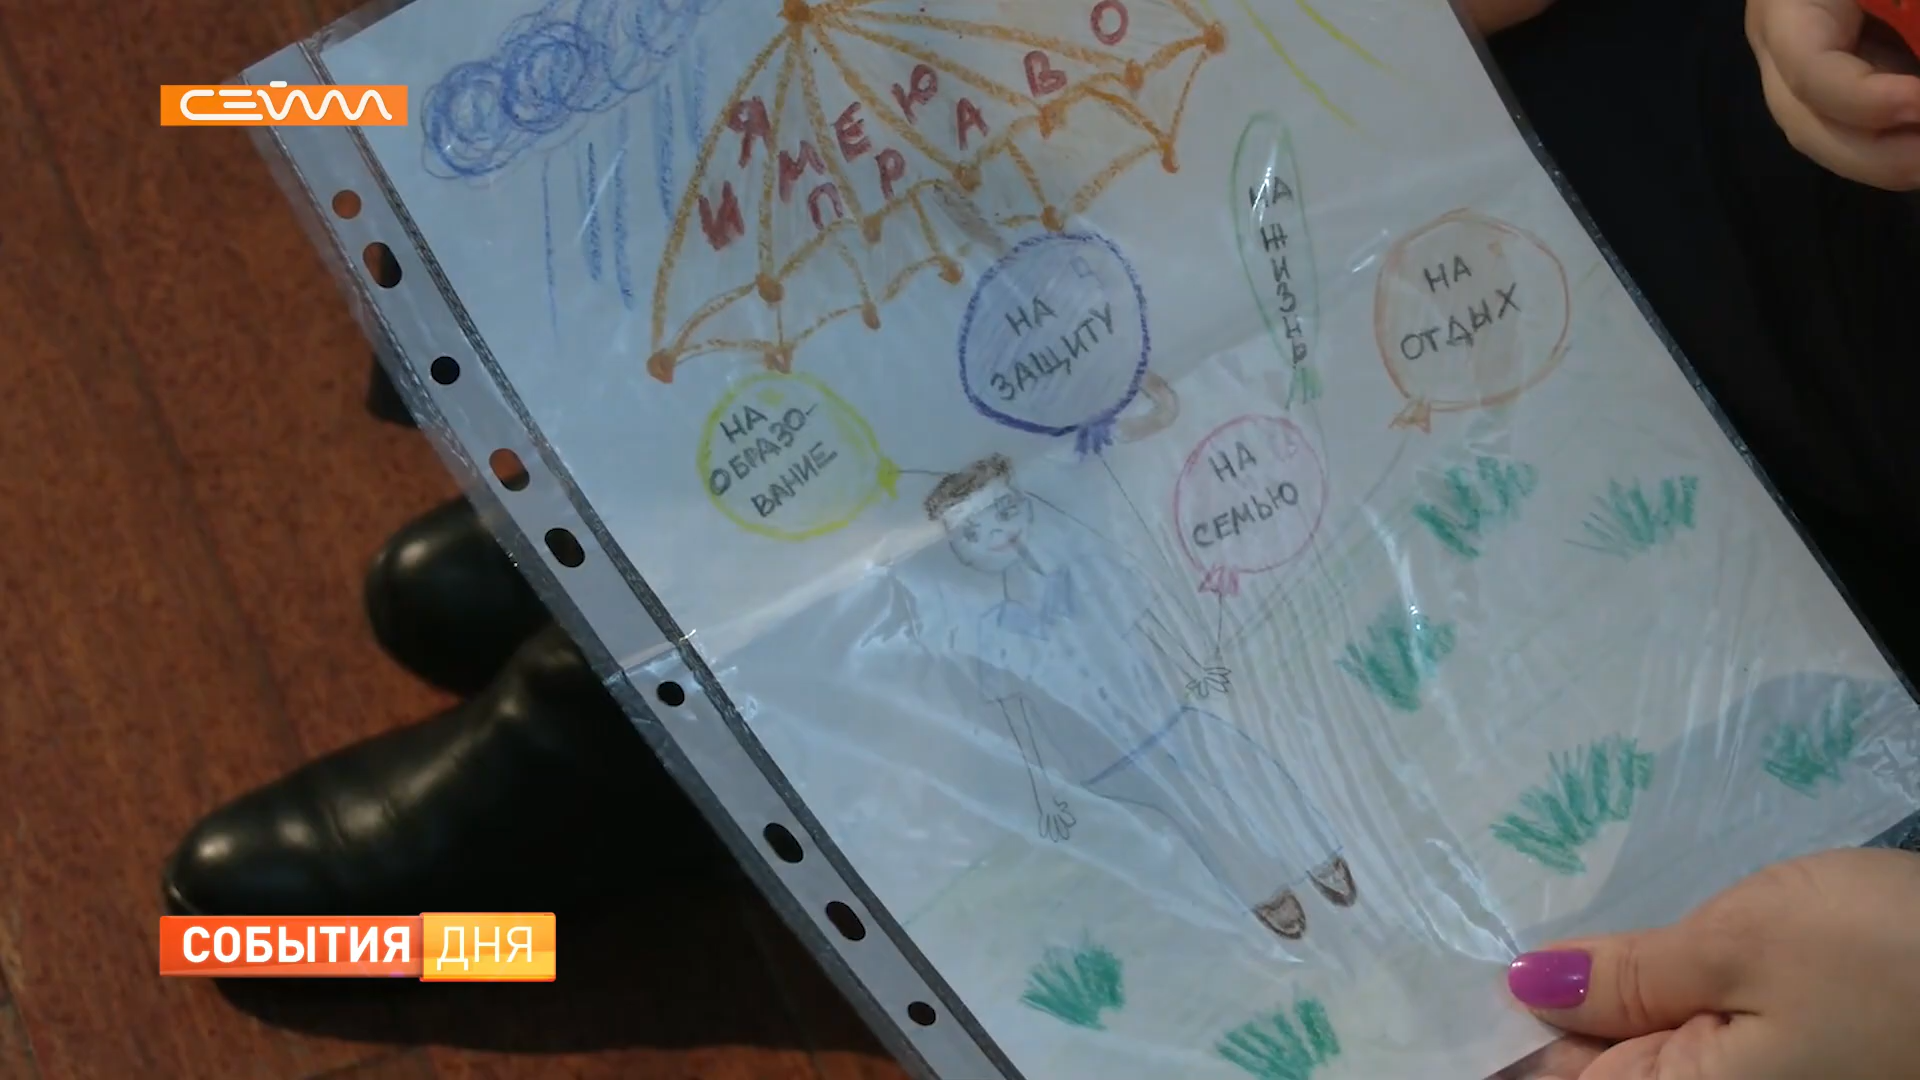 СЕЙМ
Я ИМЕЮ
ПРАВО
НА
ЗАЩИТУ
НА ЖИЗНЬ
НА
ОТДЫХ
НА
ОБРАЗО-
ВАНИЕ
НА
СЕМЬЮ
СОБЫТИЯ ДНЯ